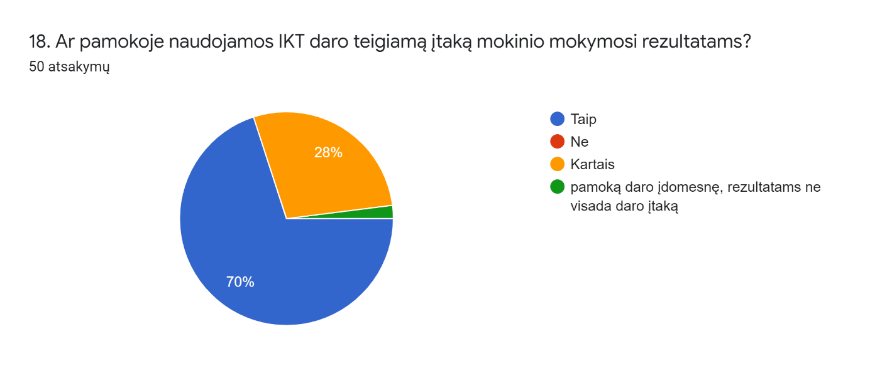 18. Ar pamokoje naudojamos IKT daro teigiamą įtaką mokinio mokymosi rezultatams?
50 atsakymų
28%
70%
Taip
Ne
Kartais
pamoką daro įdomesnę, rezultatams ne
visada daro įtaką